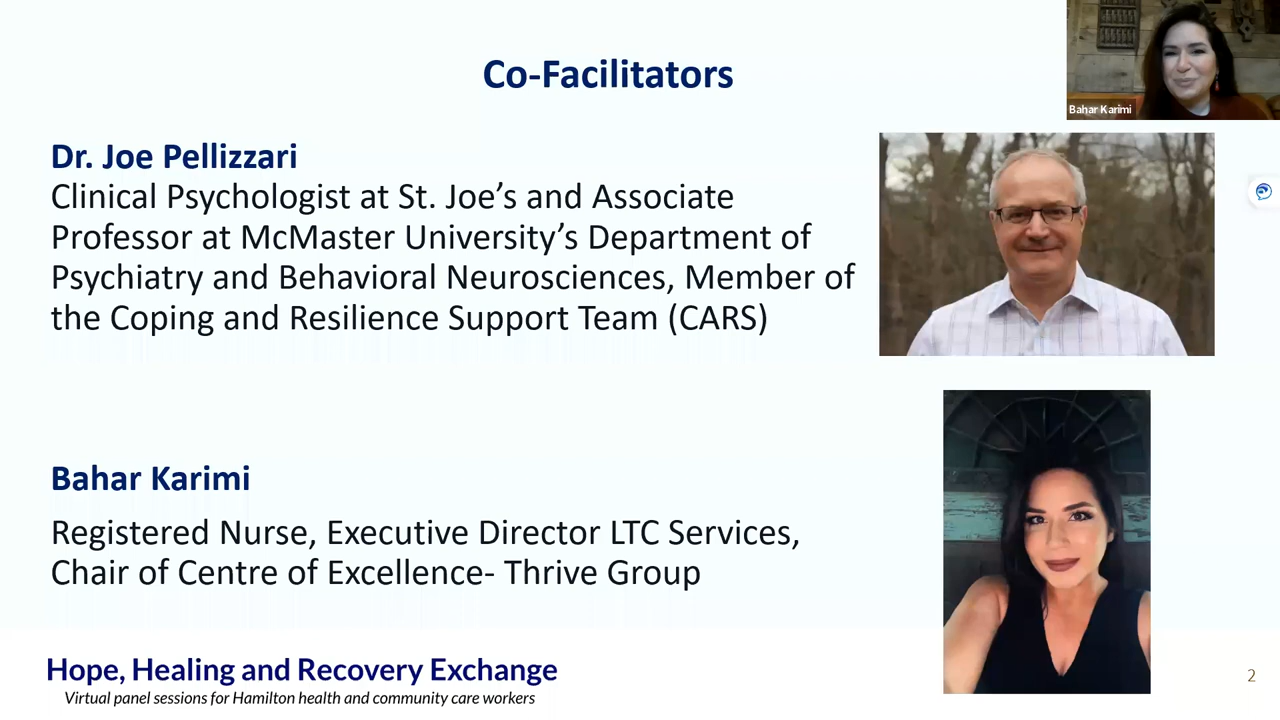 Co-Facilitators
Bahar Karimi
Dr. Joe Pellizzari
Clinical Psychologist at St. Joe’s and Associate
Professor at McMaster University’s Department of
Psychiatry and Behavioral Neurosciences, Member of
the Coping and Resilience Support Team (CARS)
Bahar Karimi
Registered Nurse, Executive Director LTC Services,
Chair of Centre of Excellence- Thrive Group
Hope, Healing and Recovery Exchange
Virtual panel sessions for Hamilton health and community care workers
2